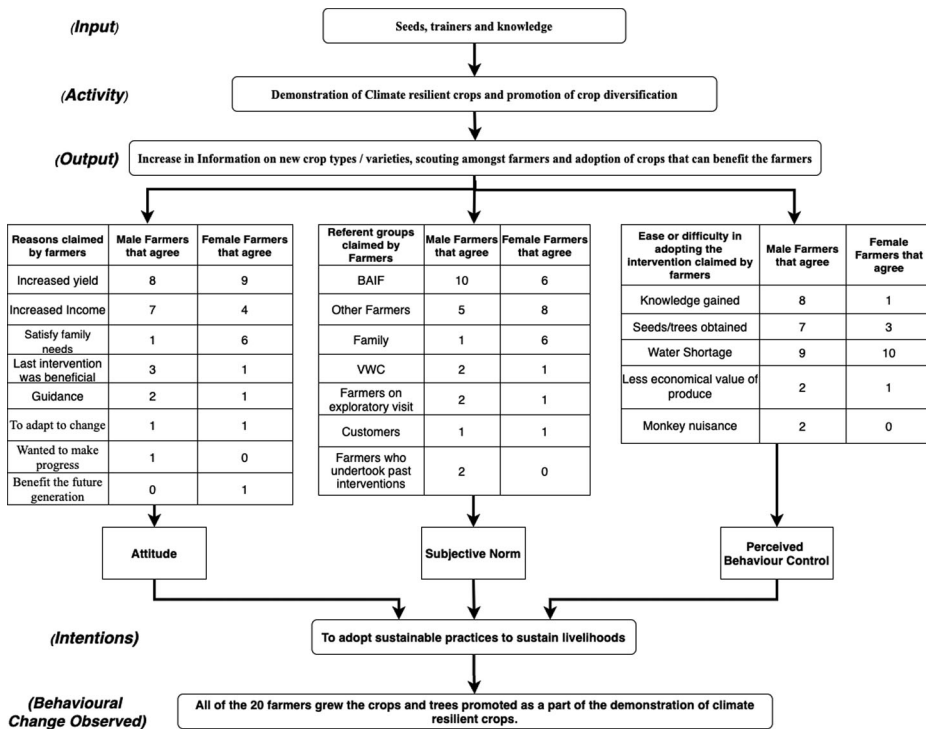 (Input)
Seeds, trainers and knowledge
(Activity)
Demonstration of Climate resilient crops and promotion of crop diversification
(Output)
Increase in Information on new crop types / varieties, scouting amongst farmers and adoption of crops that can benefit the farmers
Reasons claimed
by farmers
Male Farmers
that agree
Female Farmers
that agree
Increased yield
8
9
Increased Income
7
4
Satisfy family
needs
1
6
Last intervention
was beneficial
3
1
Guidance
2
1
To adapt to change
1
1
Wanted to make
progress
1
0
Benefit the future
generation
0
1
Referent groups
claimed by
Farmers
Male Farmers
that agree
Female Farmers
that agree
BAIF
10
6
Other Farmers
5
8
Family
1
6
VWC
2
1
Farmers on
exploratory visit
2
1
Customers
1
1
Farmers who
undertook past
interventions
2
0
Ease or difficulty in
adopting the
intervention claimed by
farmers
Male Farmers
that agree
Female
Farmers that
agree
Knowledge gained
8
1
Seeds/trees obtained
7
3
Water Shortage
9
10
Less economical value of
produce
2
1
Monkey nuisance
2
0
Attitude
Subjective Norm
Perceived
Behaviour Control
(Intentions)
To adopt sustainable practices to sustain livelihoods
(Behavioural
Change Observed)
All of the 20 farmers grew the crops and trees promoted as a part of the demonstration of climate
resilient crops.